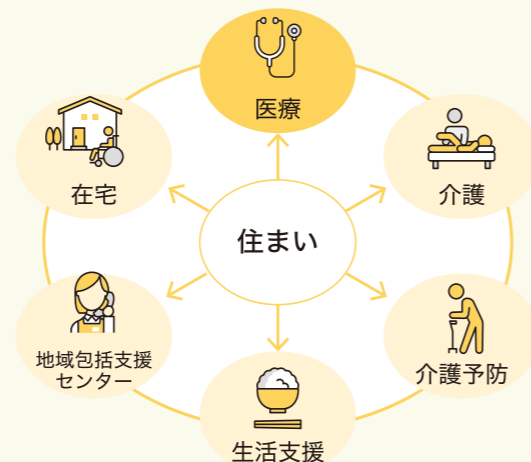 医療
在宅
介護
住まい
地域包括支援
センター
介護予防
生活支援